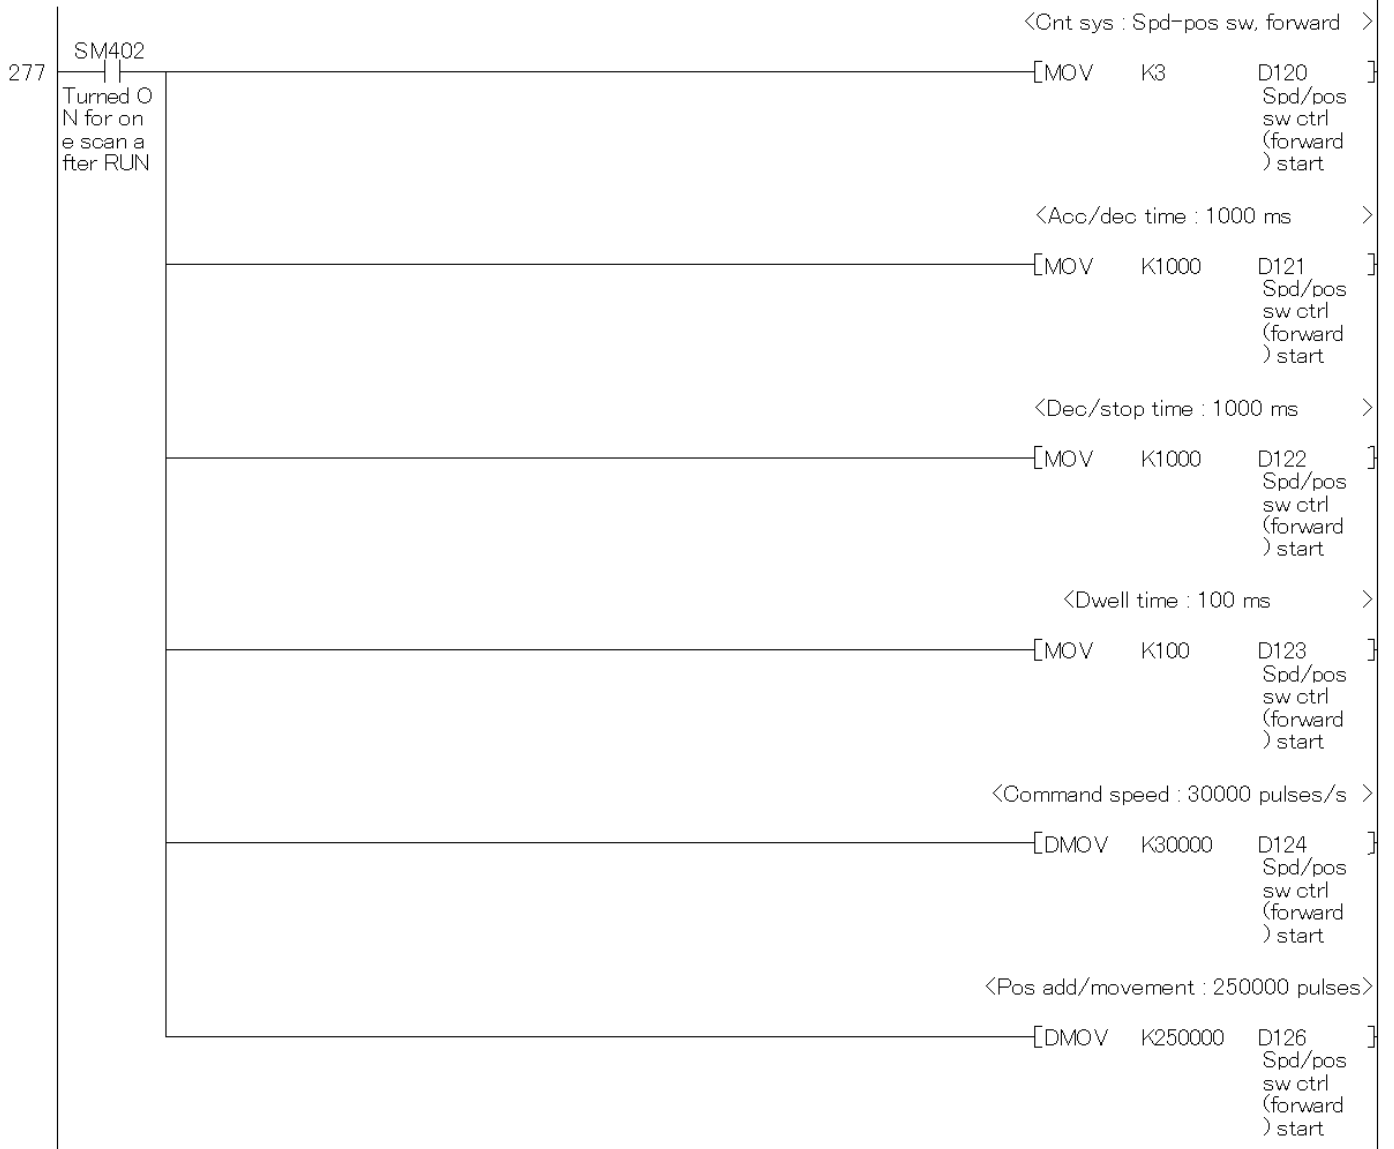 <Cnt sys : Spd-pos sw, forward >
SM402
277 [MOV K3 D120 ]
Turned O
N for on
e scan a
fter RUN
Spd/pos
sw ctrl
(forward
) start
<Acc/dec time : 1000 ms >
[MOV K1000 D121 ]
Spd/pos
sw ctrl
(forward
) start
<Dec/stop time : 1000 ms >
[MOV K1000 D122 ]
Spd/pos
sw ctrl
(forward
) start
<Dwell time : 100 ms >
[MOV K100 D123 ]
Spd/pos
sw ctrl
(forward
) start
<Command speed : 30000 pulses/s >
[DMOV K30000 D124 ]
Spd/pos
sw ctrl
(forward
) start
<Pos add/movement : 250000 pulses>
[DMOV K250000 D126 ]
Spd/pos
sw ctrl
(forward
) start